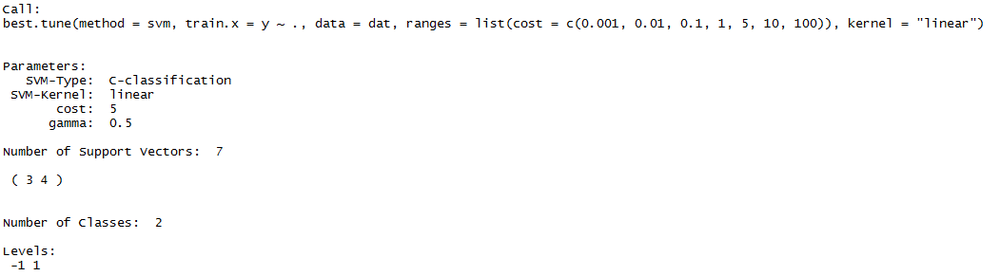 Call:
best.tune(method = svm, train.x = y ~ ., data = dat, ranges = list(cost = c(0.001, 0.01, 0.1, 1, 5, 10, 100)), kernel = "linear")
Parameters:
SVM-Type: C-classification
SVM-Kernel: linear
cost: 5
gamma: 0.5
Number of Support Vectors: 7
( 3 4 )
Number of Classes: 2
Levels:
-1 1